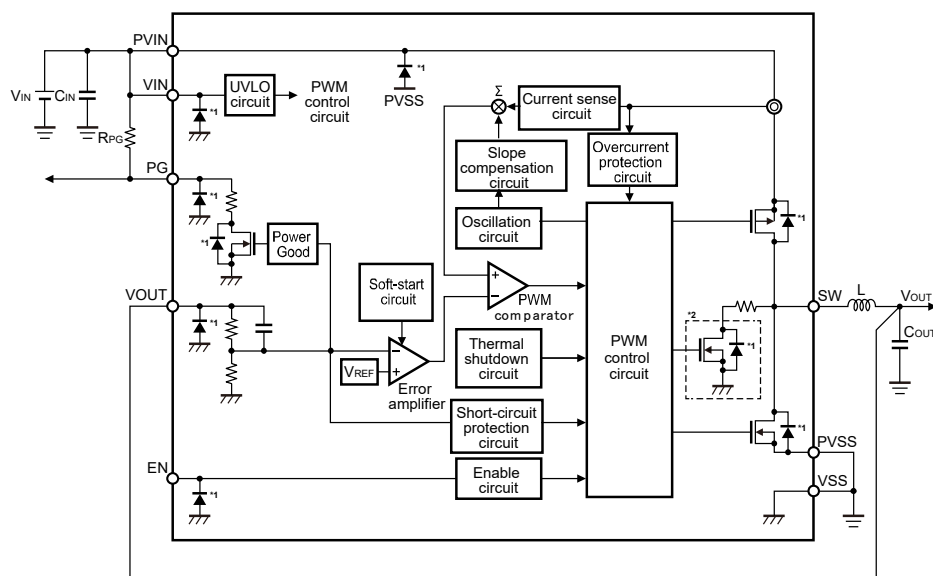 PVIN
*1
PVSS
VIN
VIN
CIN
*1
UVLO
circuit
PWM
control
circuit
RPG
PG
*1
*1
Power
Good
Σ
Current sense
circuit
Slope
compensation
circuit
Overcurrent
protection
circuit
Oscillation
circuit
*1
VOUT
*1
Soft-start
circuit
VREF
Error
amplifier
PWM
comparator
Thermal
shutdown
circuit
PWM
control
circuit
*2
*1
SW
L
VOUT
COUT
Short-circuit
protection
circuit
*1
PVSS
EN
*1
Enable
circuit
VSS